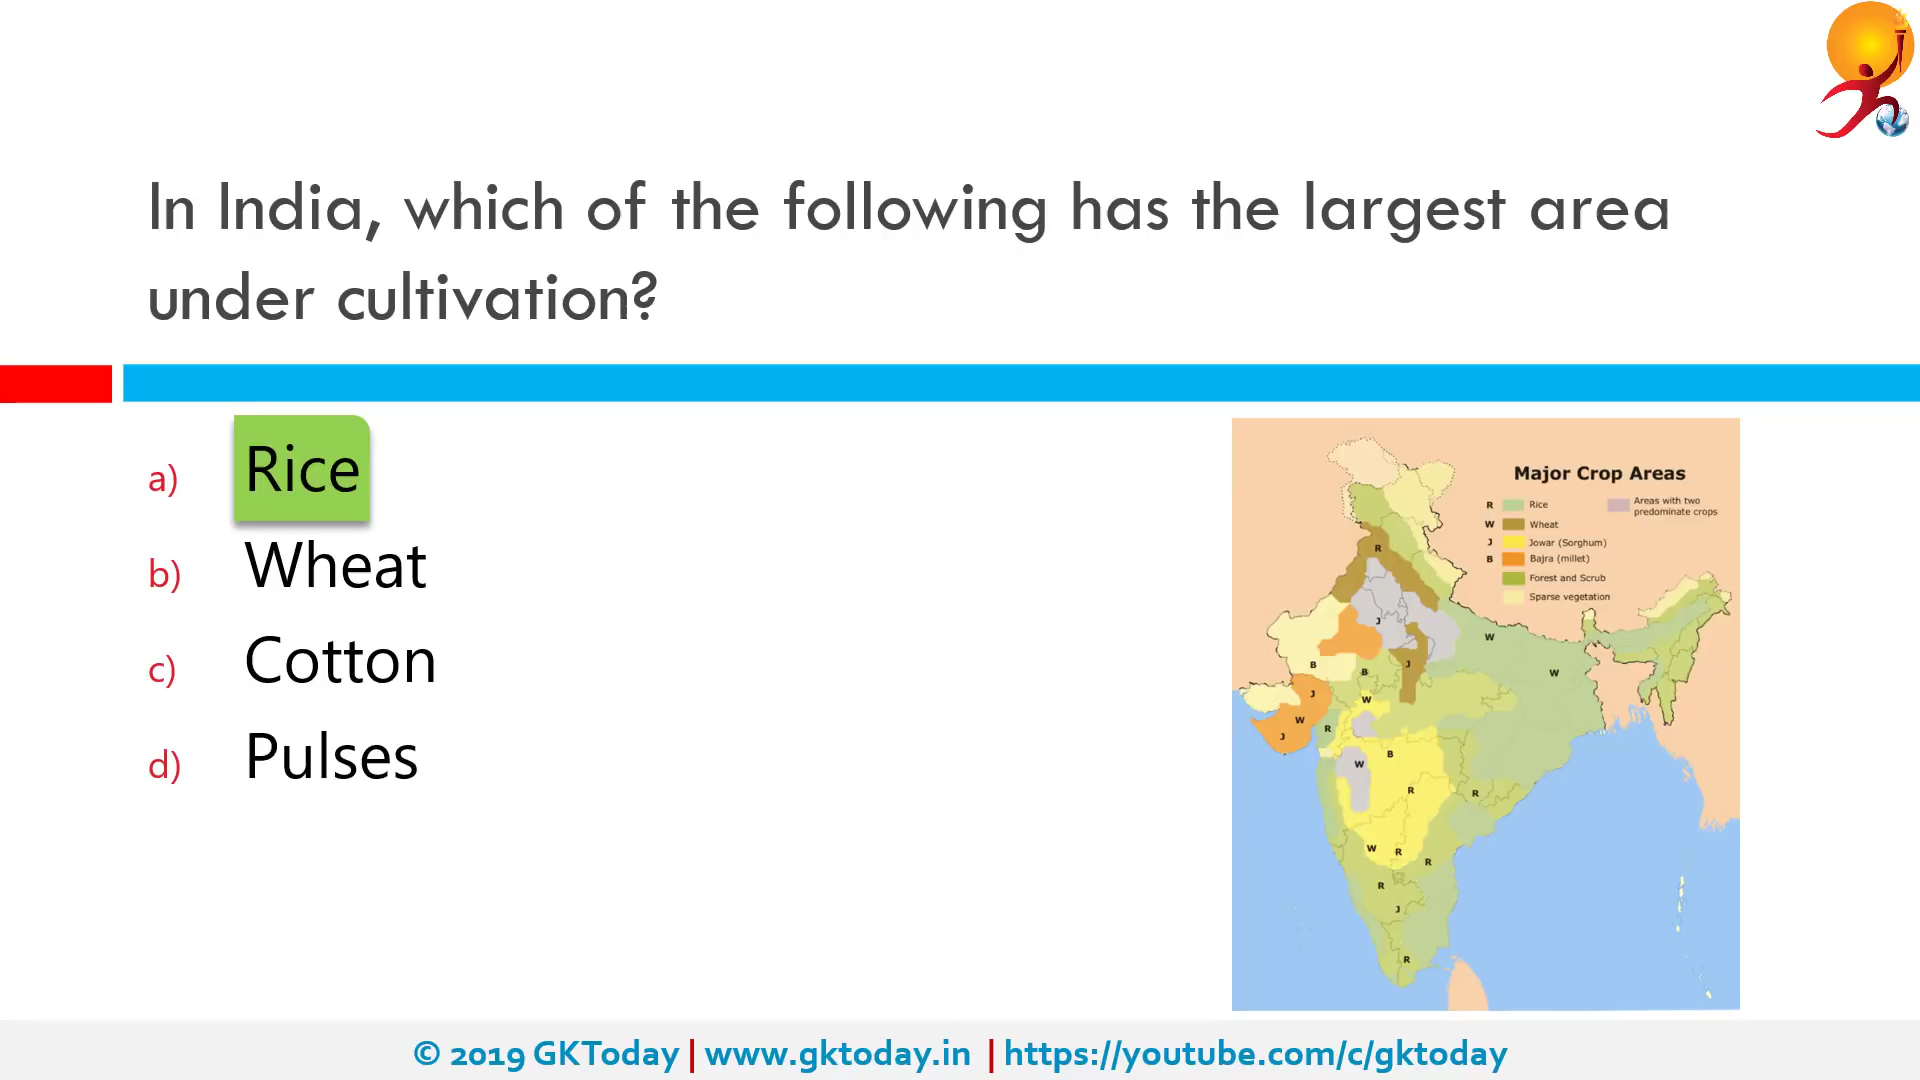 In India, which of the following has the largest area
under cultivation?
a) Rice
b) Wheat
c) Cotton
d) Pulses
Major Crop Areas
R Rice
W Wheat
J Jowar (Sorghum)
B Bajra (millet)
Forest and Scrub
Sparse vegetation
Areas with two
predominate crops
R
J
W
W
B
B
J
J
W
W
J
R
B
W
R
R
W
R
R
R
J
R
© 2019 GKToday | www.gktoday.in | https://youtube.com/c/gktoday